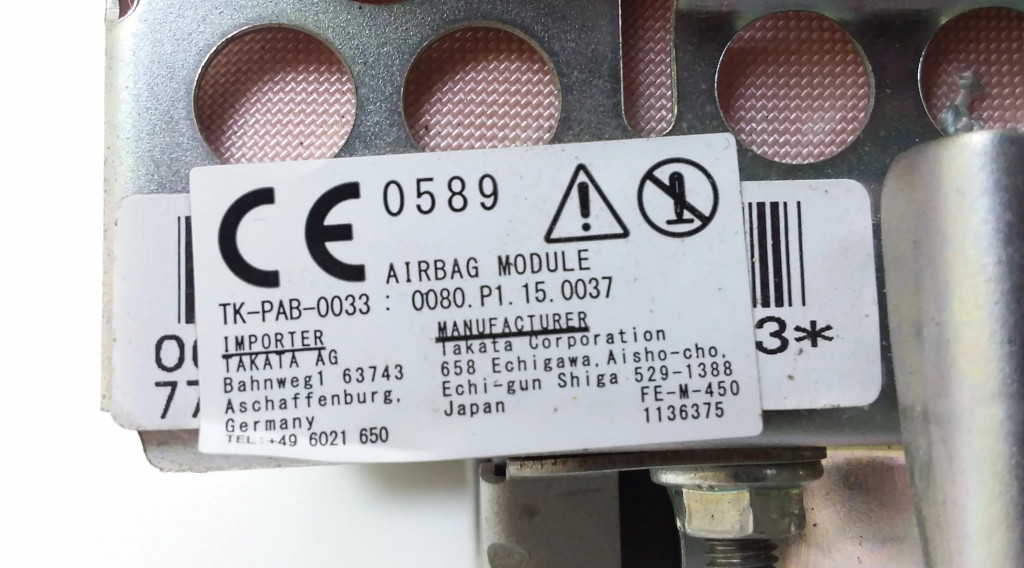 CE 0589
AIRBAG MODULE
TK-PAB-0033 : 0080.P1.15.0037
IMPORTER
TAKATA AG
Bahnweg1 63743
Aschaffenburg,
Germany
TEL:+49 6021 650
MANUFACTURER
Takata Corporation
658 Echigawa,Aisho-cho,
Echi-gun Shiga 529-1388
Japan
FE-M-450
1136375
3*
77